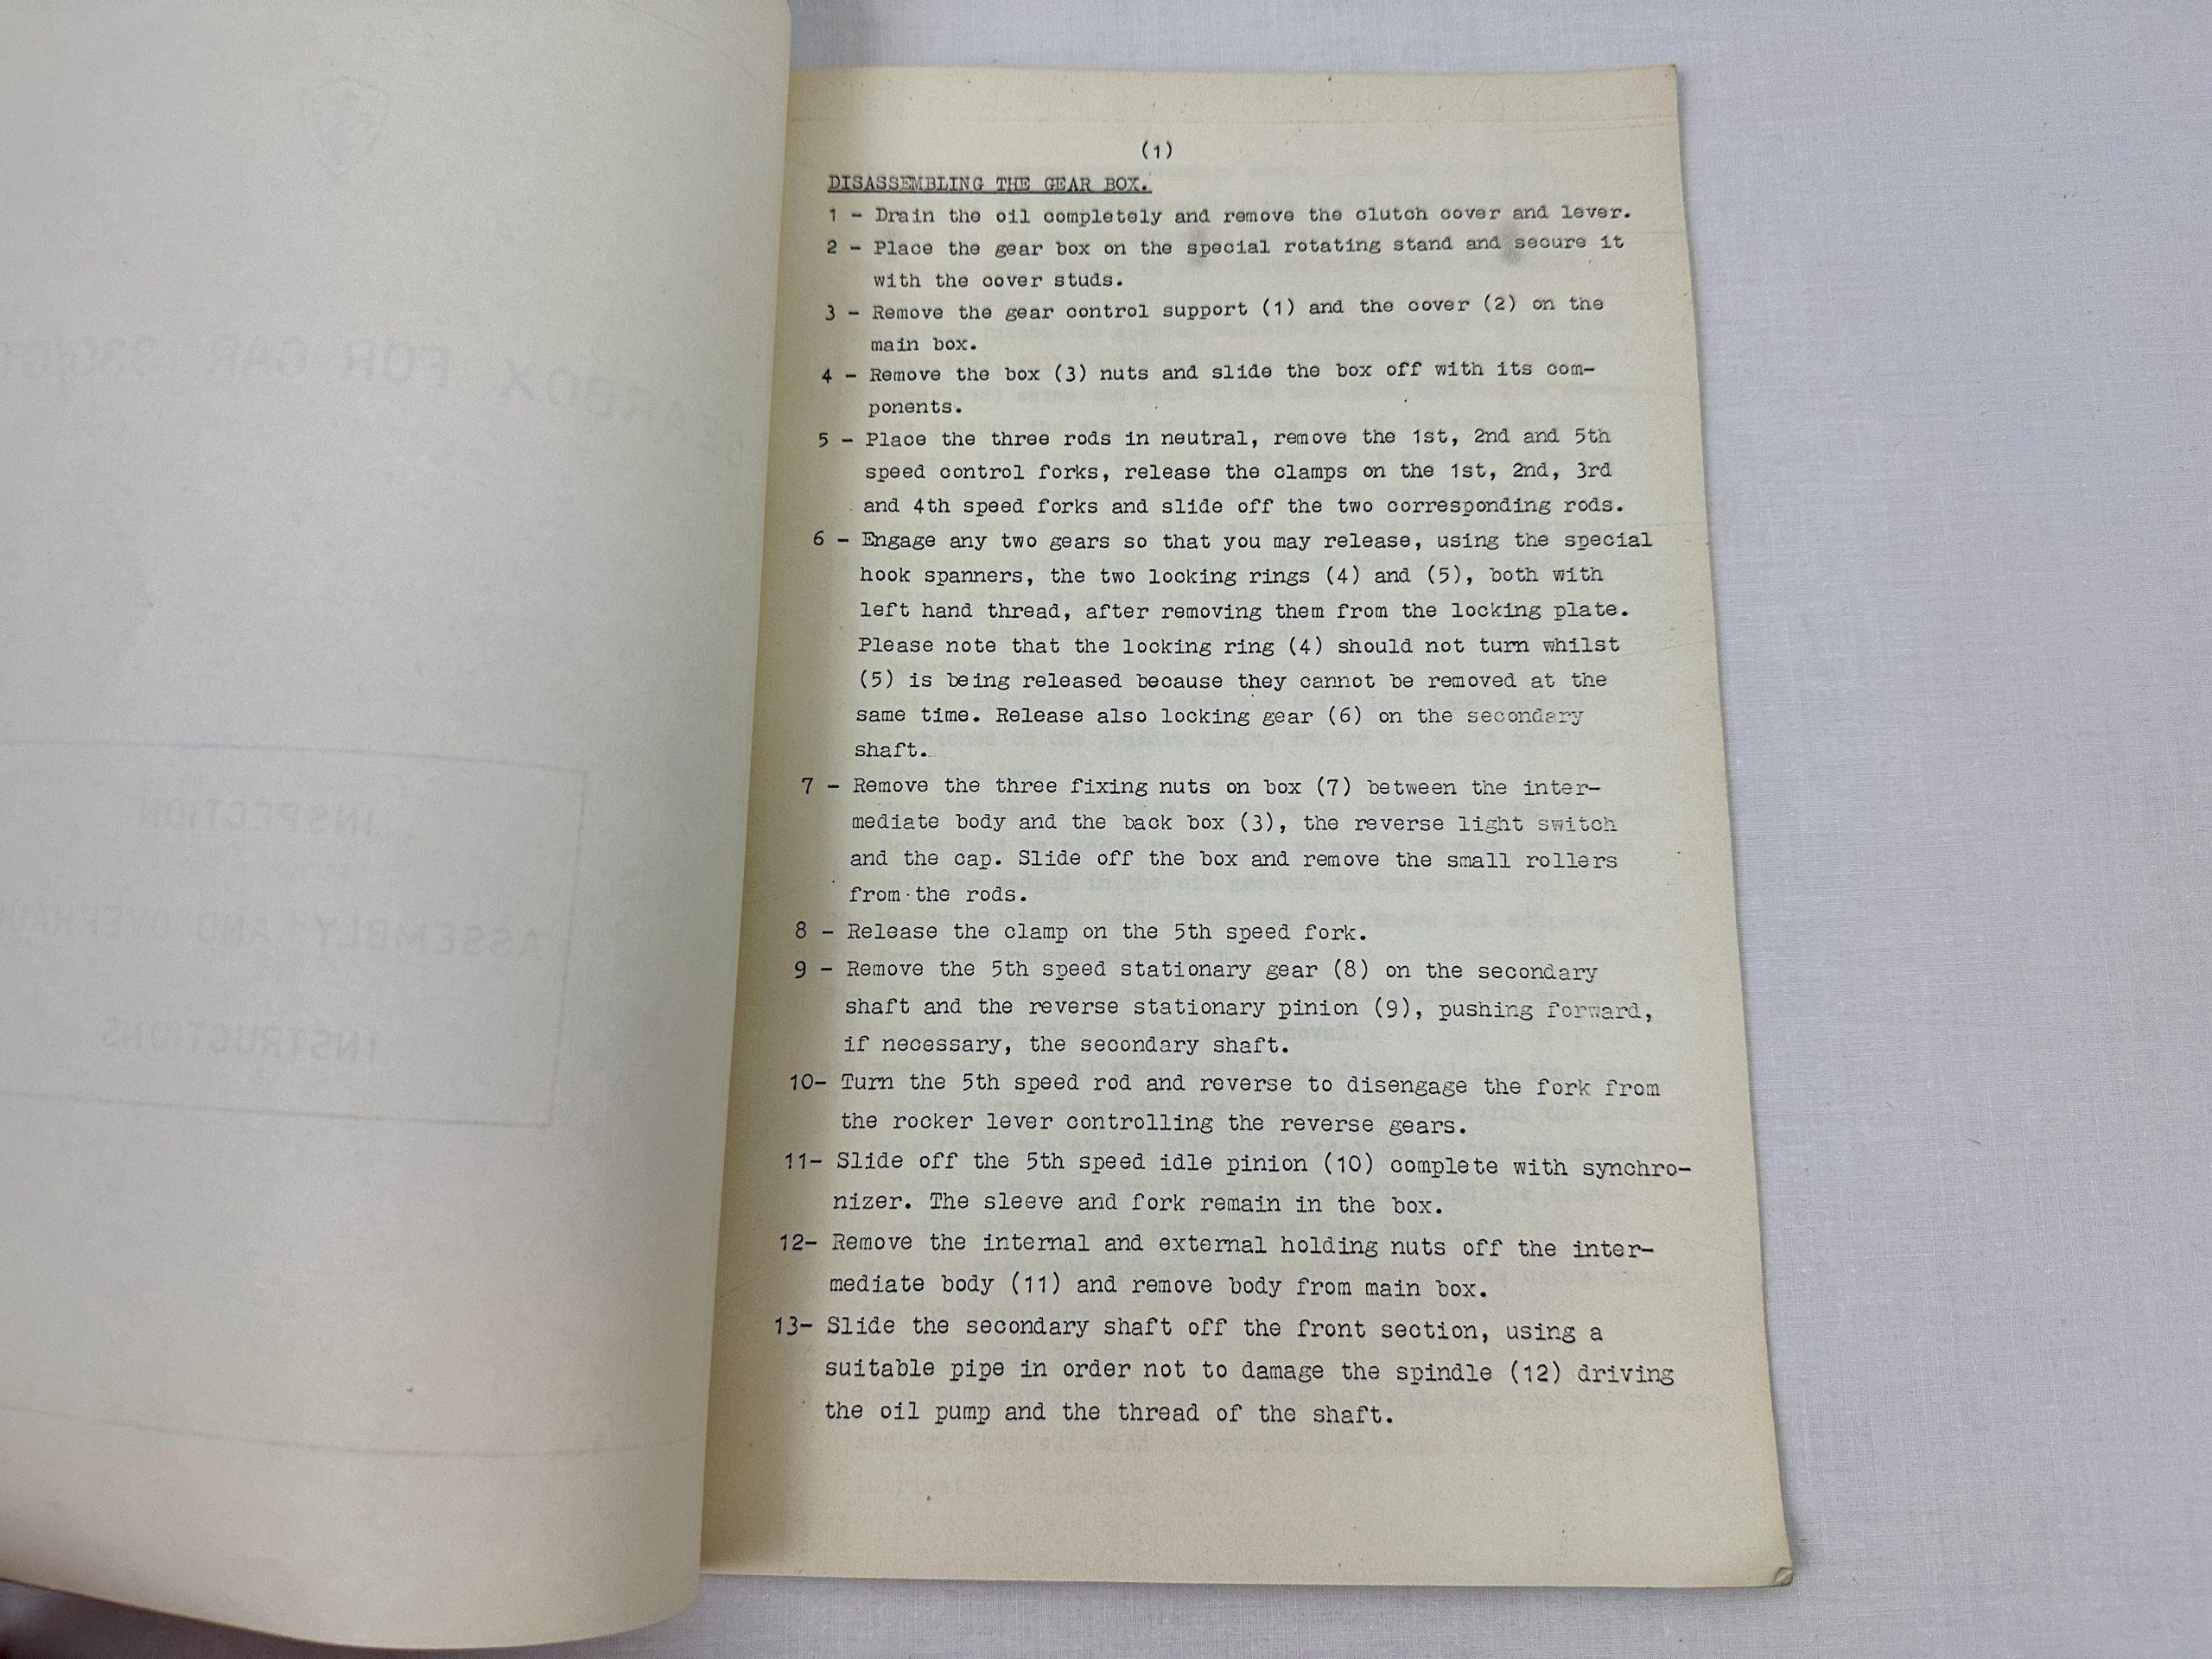 (1)
DISASSEMBLING THE GEAR BOX.
1 - Drain the oil completely and remove the clutch cover and lever.
2 - Place the gear box on the special rotating stand and secure it
with the cover studs.
3 - Remove the gear control support (1) and the cover (2) on the
main box.
4 - Remove the box (3) nuts and slide the box off with its com-
ponents.
5 - Place the three rods in neutral, remove the 1st, 2nd and 5th
speed control forks, release the clamps on the 1st, 2nd, 3rd
and 4th speed forks and slide off the two corresponding rods.
6 - Engage any two gears so that you may release, using the special
hook spanners, the two locking rings (4) and (5), both with
left hand thread, after removing them from the locking plate.
Please note that the locking ring (4) should not turn whilst
(5) is being released because they cannot be removed at the
same time. Release also locking gear (6) on the secondary
shaft.
7 - Remove the three fixing nuts on box (7) between the inter-
mediate body and the back box (3), the reverse light switch
and the cap. Slide off the box and remove the small rollers
from the rods.
8 - Release the clamp on the 5th speed fork.
9 - Remove the 5th speed stationary gear (8) on the secondary
shaft and the reverse stationary pinion (9), pushing forward,
if necessary, the secondary shaft.
10- Turn the 5th speed rod and reverse to disengage the fork from
the rocker lever controlling the reverse gears.
11- Slide off the 5th speed idle pinion (10) complete with synchro-
nizer. The sleeve and fork remain in the box.
12- Remove the internal and external holding nuts off the inter-
mediate body (11) and remove body from main box.
13- Slide the secondary shaft off the front section, using a
suitable pipe in order not to damage the spindle (12) driving
the oil pump and the thread of the shaft.